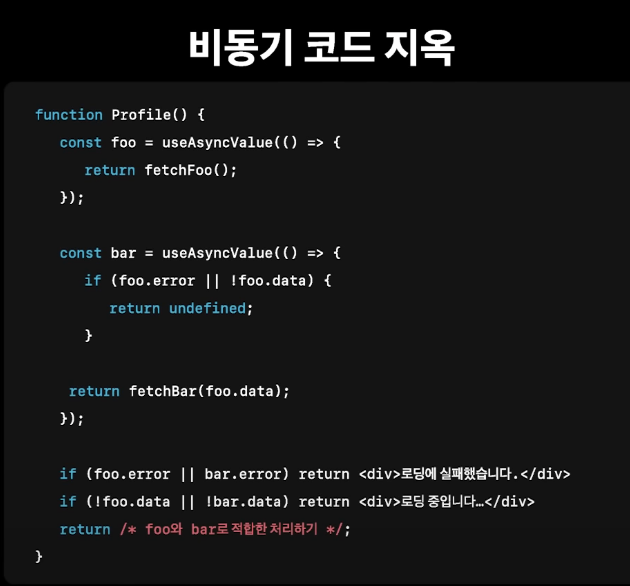 비동기 코드 지옥
function Profile() {
const foo = useAsyncValue(() => {
return fetchFoo();
});
const bar = useAsyncValue(() => {
if (foo.error || !foo.data) {
return undefined;
}
return fetchBar(foo.data);
});
if (foo.error || bar.error) return <div>로딩에 실패했습니다.</div>
if (!foo.data || !bar.data) return <div>로딩 중입니다…</div>
return /* foo와 bar로 적합한 처리하기 */;
}